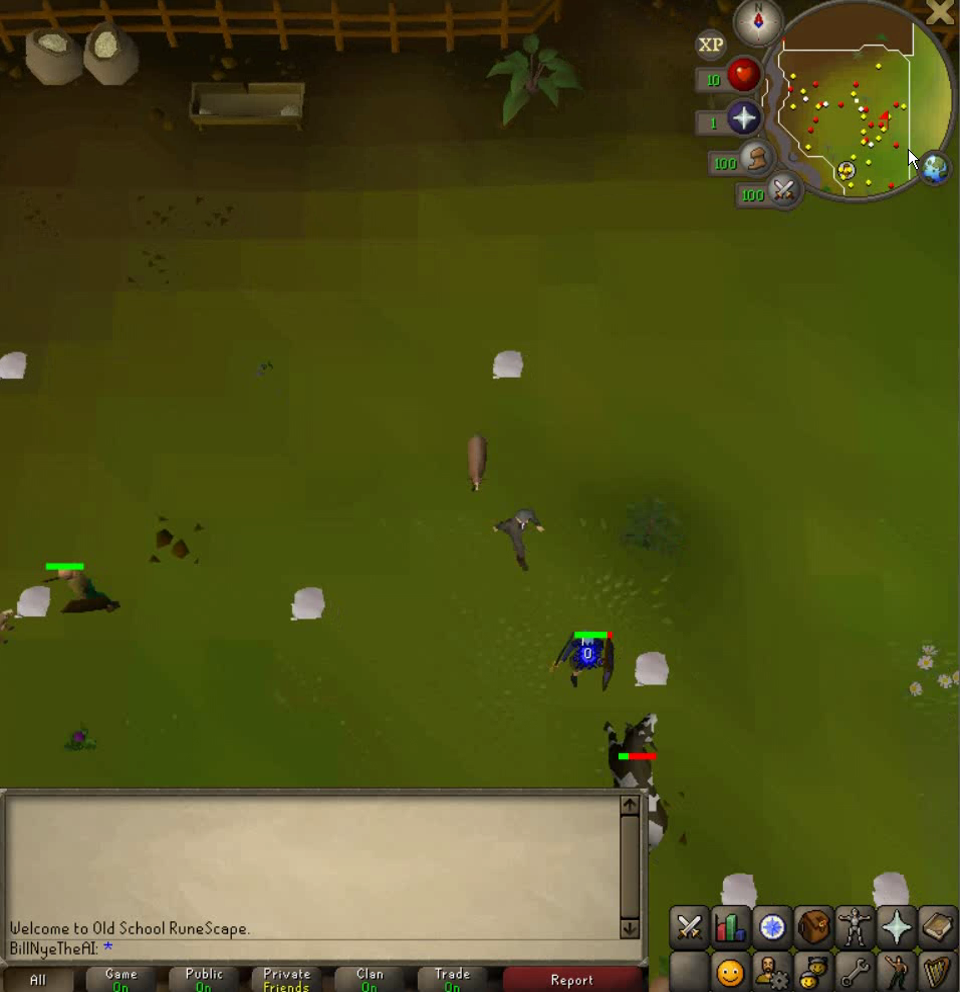 N
XP
10
1
100
100
0
Welcome to Old School RuneScape.
BillNyeTheAI: *
All
Game
On
Public
On
Private
Friends
Clan
On
Trade
On
Report